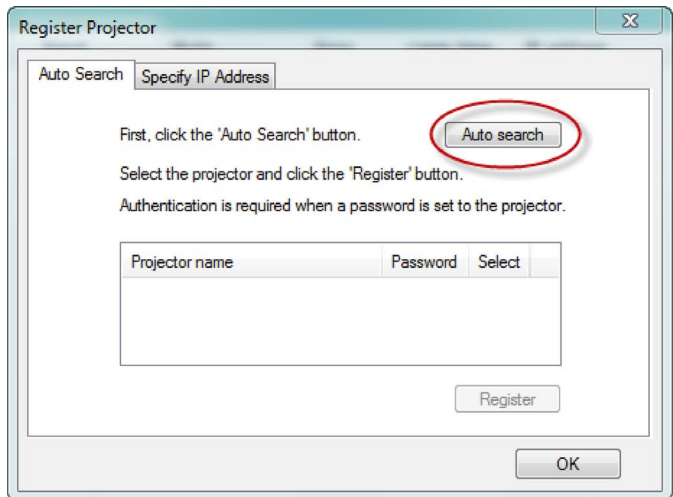 Register Projector
Auto Search
Specify IP Address
First, click the 'Auto Search' button.
Auto search
Select the projector and click the 'Register' button.
Authentication is required when a password is set to the projector.
Projector name Password Select
Register
OK